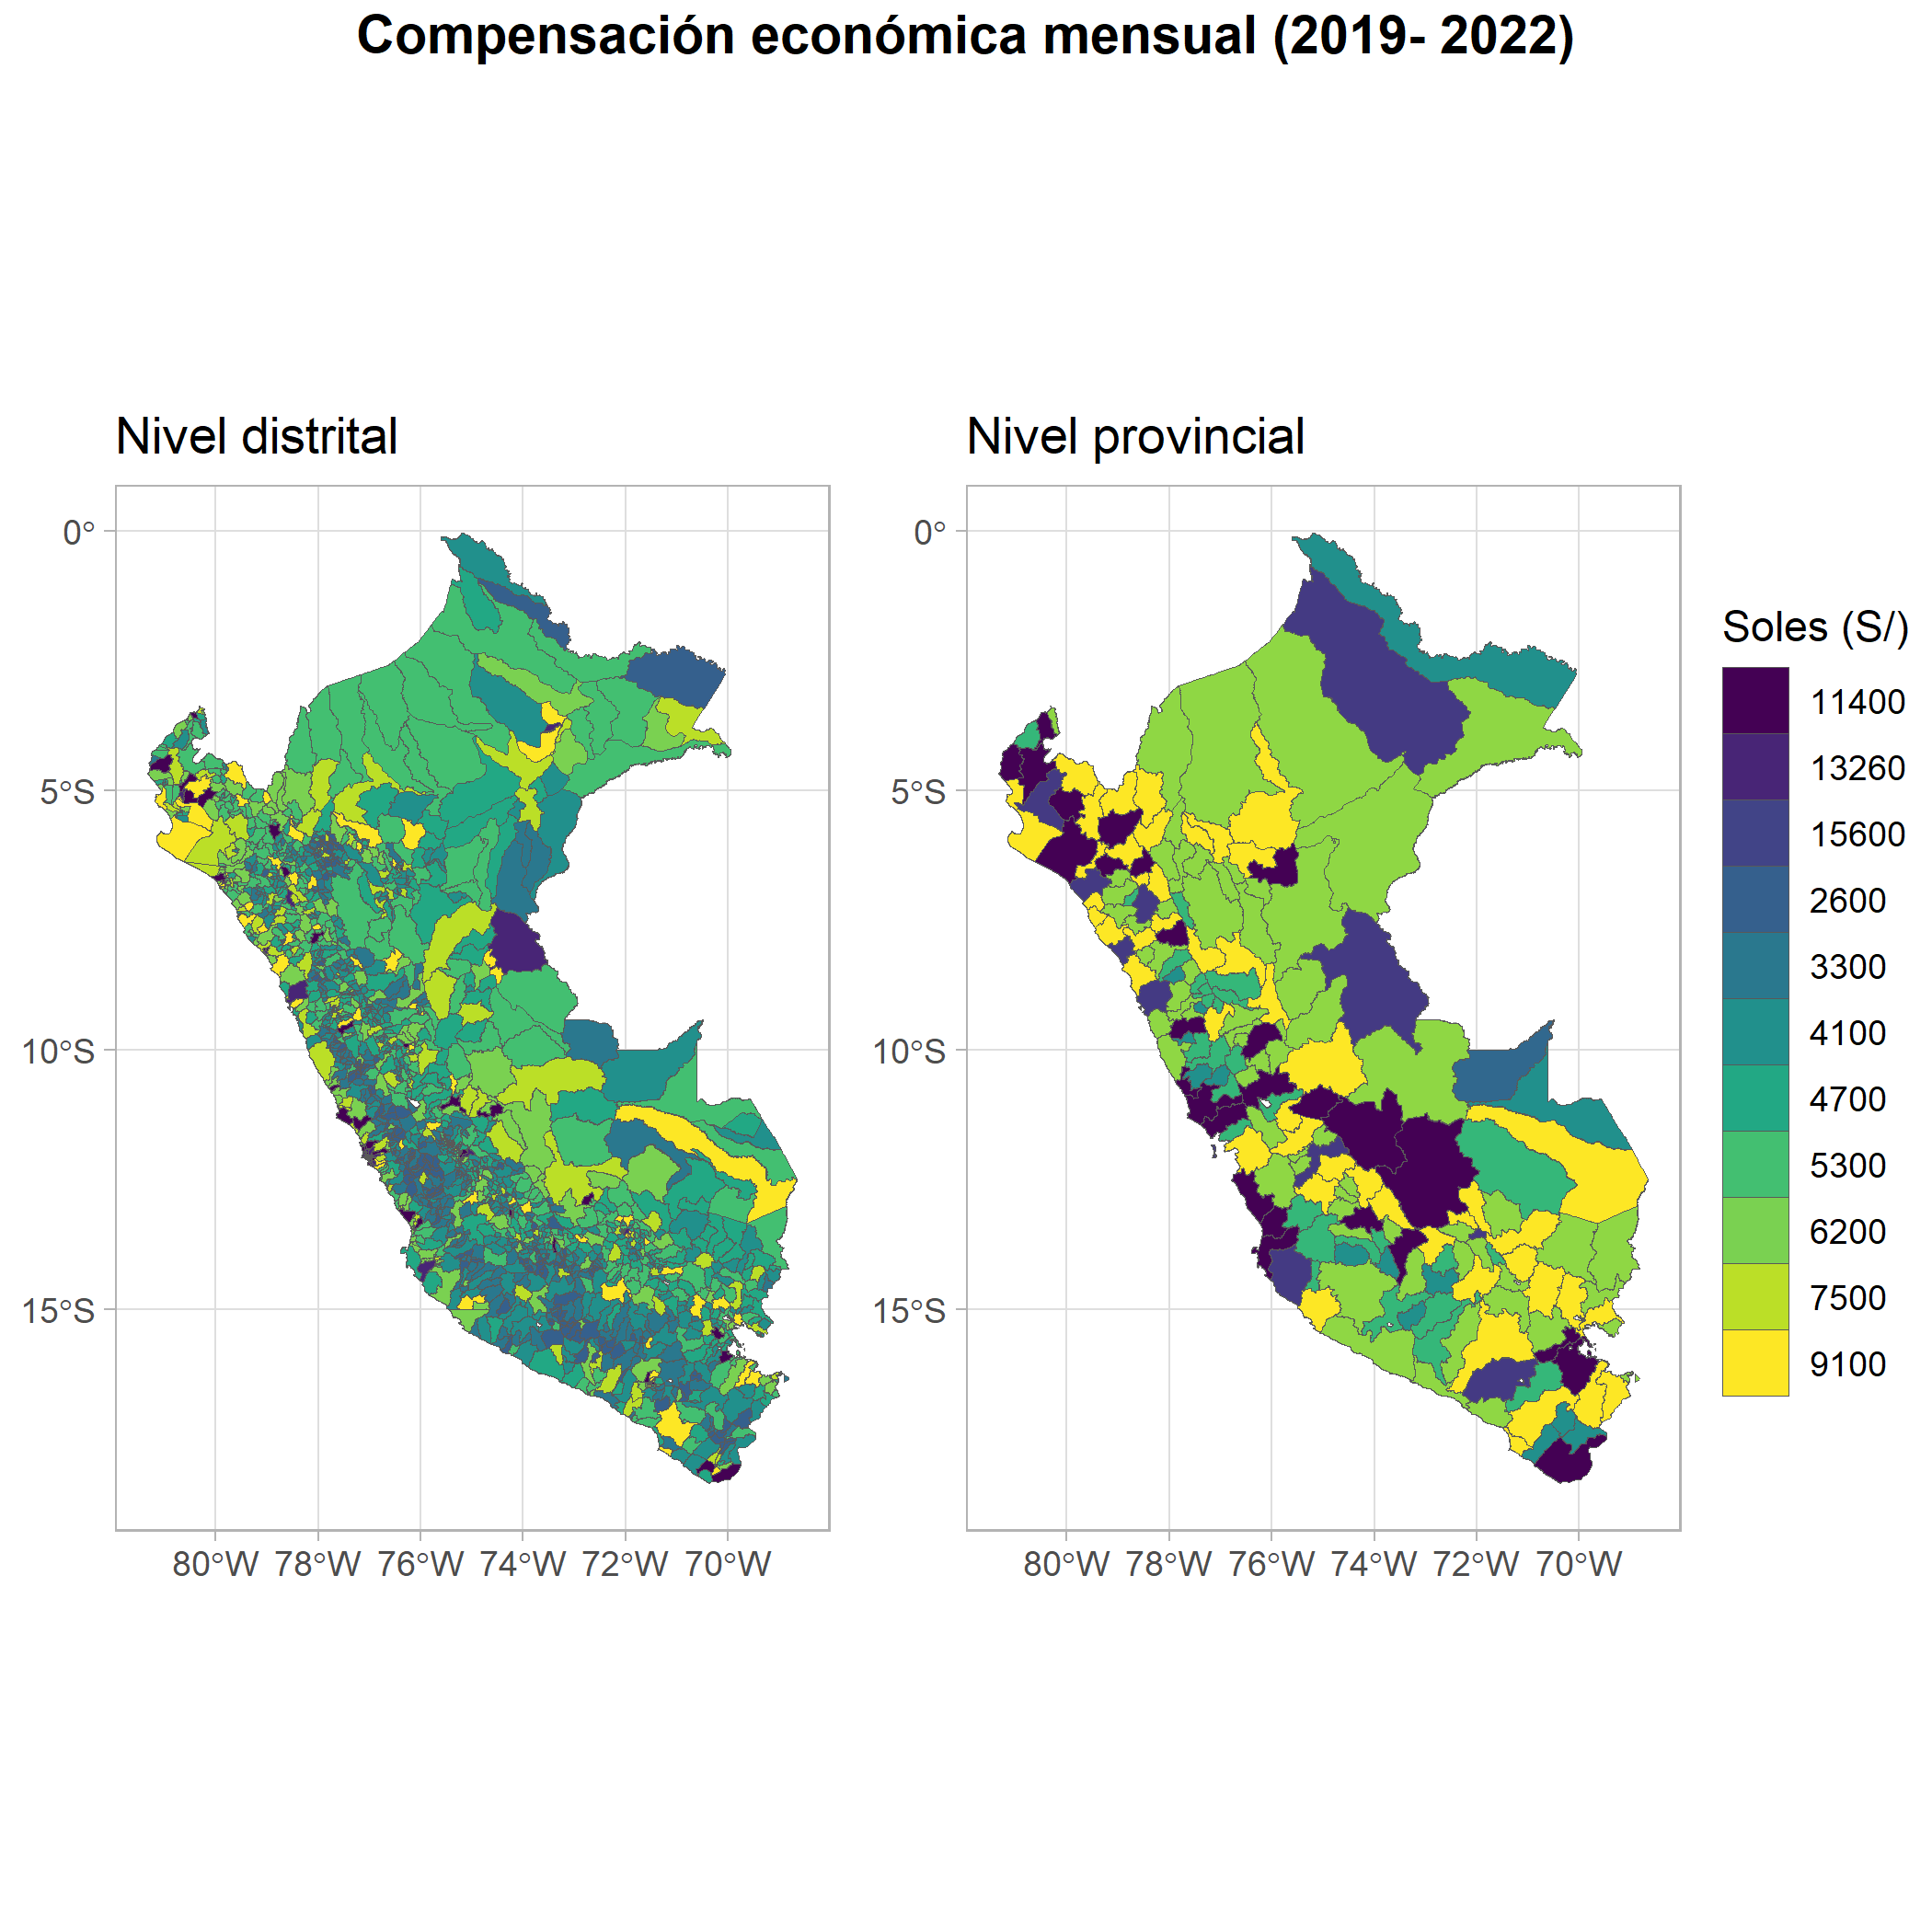 Compensación económica mensual (2019- 2022)
Nivel distrital
0°
5°S
10°S
15°S
80°W 78°W 76°W 74°W 72°W 70°W
Nivel provincial
0°
5°S
10°S
15°S
80°W 78°W 76°W 74°W 72°W 70°W
Soles (S/)
11400
13260
15600
2600
3300
4100
4700
5300
6200
7500
9100